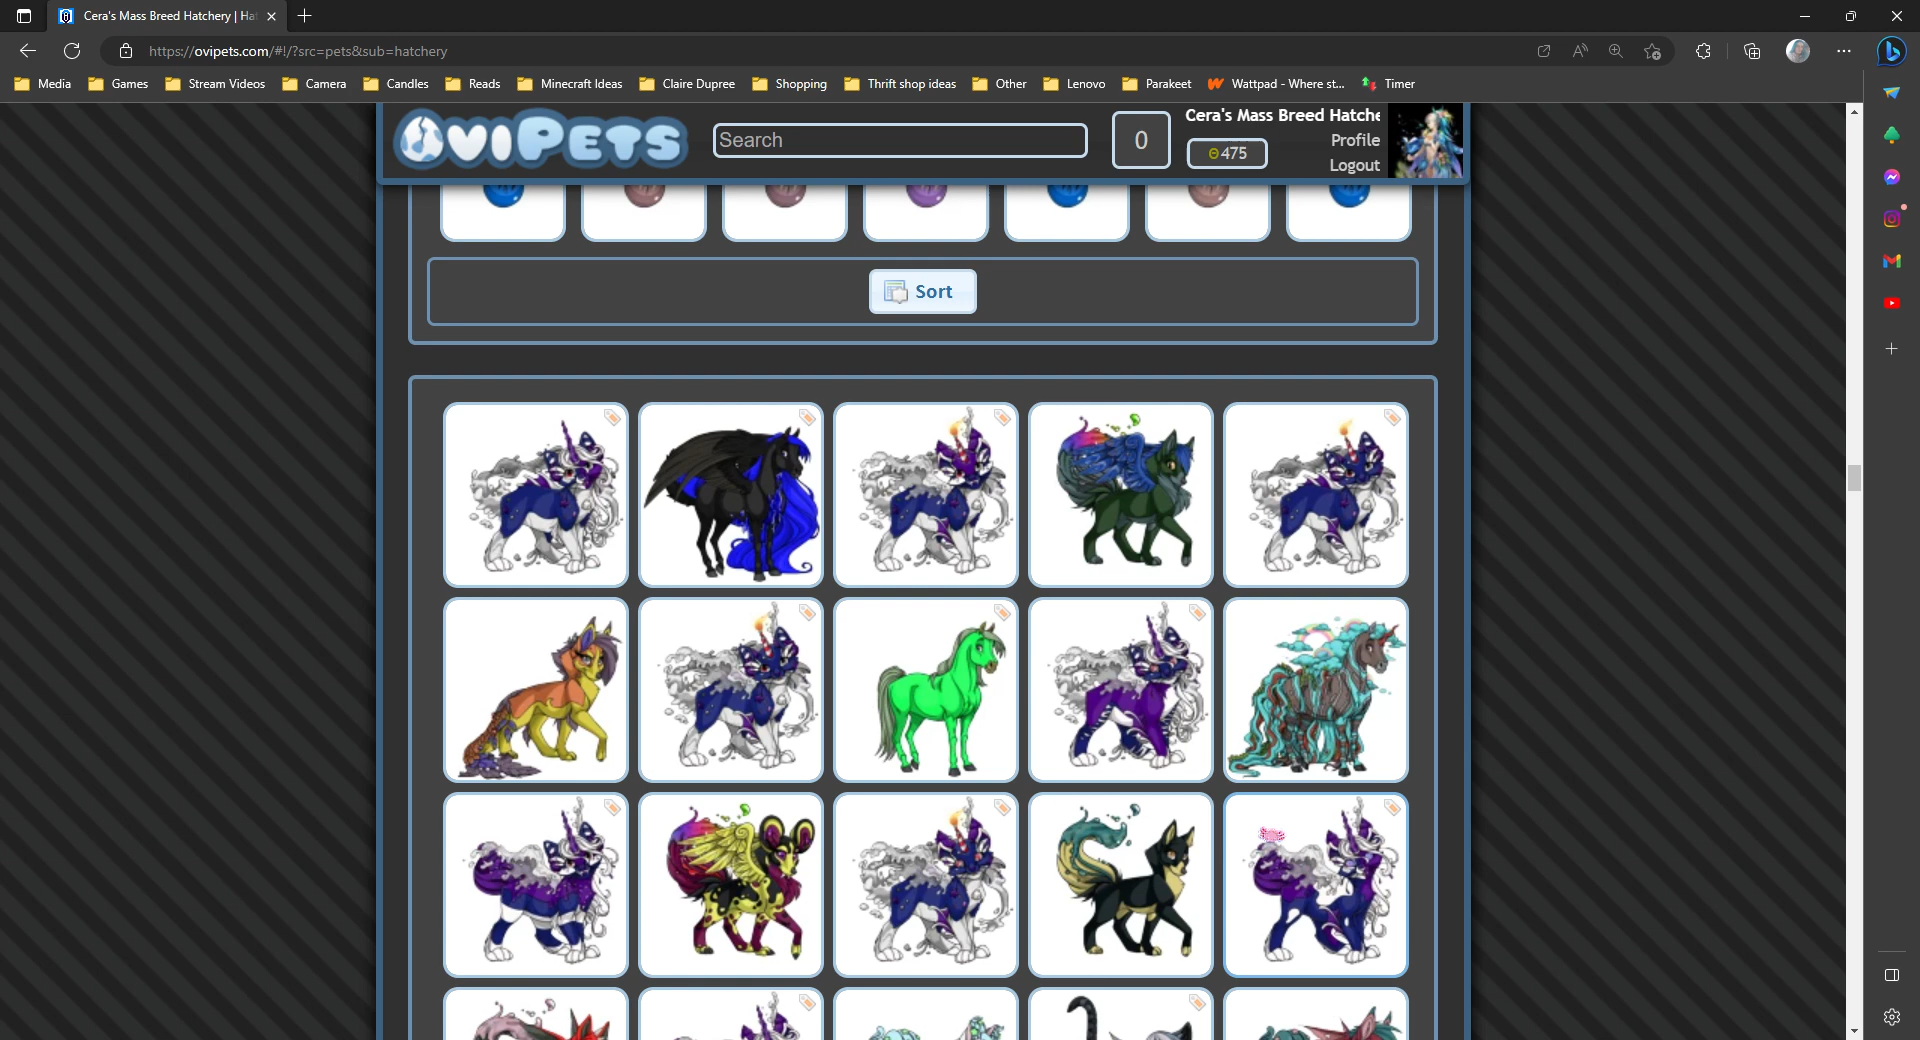 Cera's Mass Breed Hatchery | Ha
https://ovipets.com/#!/?src=pets&sub=hatchery
Media Games Stream Videos Camera Candles Reads Minecraft Ideas Claire Dupree Shopping Thrift shop ideas Other Lenovo Parakeet Wattpad - Where st... Timer
OviPets
Search
0
Cera's Mass Breed Hatche
475
Profile
Logout
Sort